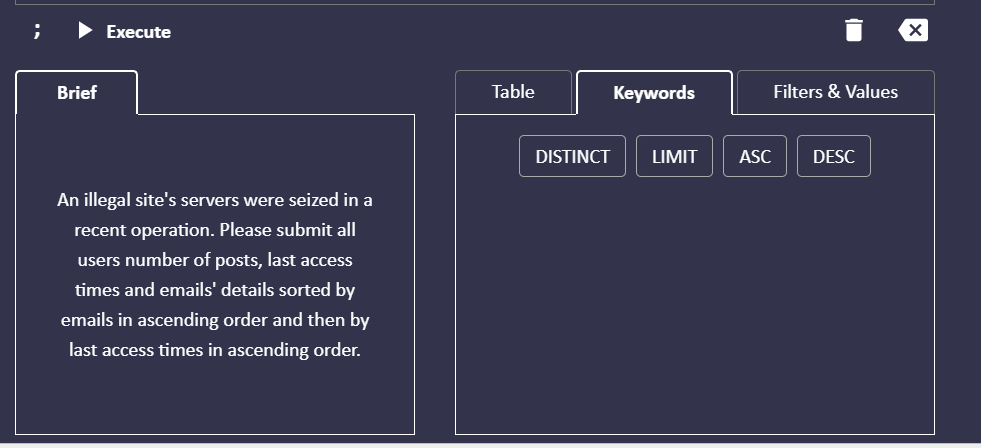 ; Execute
Brief
Table Keywords Filters & Values
DISTINCT LIMIT ASC DESC
An illegal site's servers were seized in a
recent operation. Please submit all
users number of posts, last access
times and emails' details sorted by
emails in ascending order and then by
last access times in ascending order.